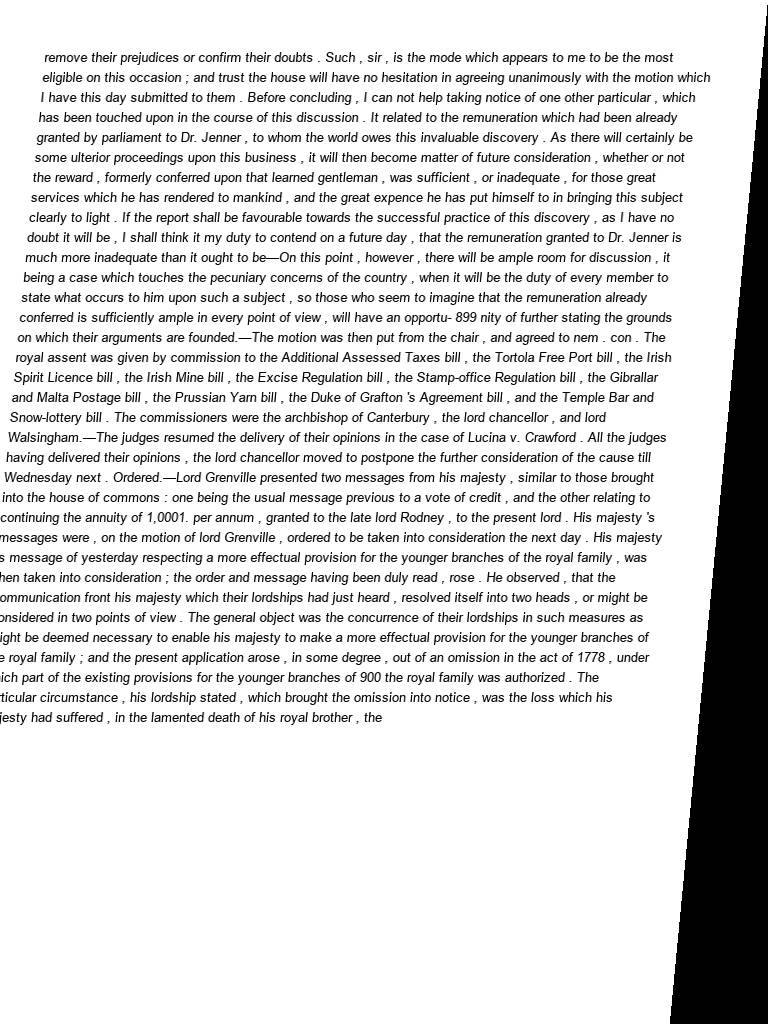 remove their prejudices or confirm their doubts . Such , sir , is the mode which appears to me to be the most
eligible on this occasion ; and trust the house will have no hesitation in agreeing unanimously with the motion which
I have this day submitted to them . Before concluding , I can not help taking notice of one other particular , which
has been touched upon in the course of this discussion . It related to the remuneration which had been already
granted by parliament to Dr. Jenner , to whom the world owes this invaluable discovery . As there will certainly be
some ulterior proceedings upon this business , it will then become matter of future consideration , whether or not
the reward , formerly conferred upon that learned gentleman , was sufficient , or inadequate , for those great
services which he has rendered to mankind , and the great expence he has put himself to in bringing this subject
clearly to light . If the report shall be favourable towards the successful practice of this discovery , as I have no
doubt it will be , I shall think it my duty to contend on a future day , that the remuneration granted to Dr. Jenner is
much more inadequate than it ought to be—On this point , however , there will be ample room for discussion , it
being a case which touches the pecuniary concerns of the country , when it will be the duty of every member to
state what occurs to him upon such a subject , so those who seem to imagine that the remuneration already
conferred is sufficiently ample in every point of view , will have an opportu- 899 nity of further stating the grounds
on which their arguments are founded.—The motion was then put from the chair , and agreed to nem . con . The
royal assent was given by commission to the Additional Assessed Taxes bill , the Tortola Free Port bill , the Irish
Spirit Licence bill , the Irish Mine bill , the Excise Regulation bill , the Stamp-office Regulation bill , the Gibrallar
and Malta Postage bill , the Prussian Yarn bill , the Duke of Grafton 's Agreement bill , and the Temple Bar and
Snow-lottery bill . The commissioners were the archbishop of Canterbury , the lord chancellor , and lord
Walsingham.—The judges resumed the delivery of their opinions in the case of Lucina v. Crawford . All the judges
having delivered their opinions , the lord chancellor moved to postpone the further consideration of the cause till
Wednesday next . Ordered.—Lord Grenville presented two messages from his majesty , similar to those brought
into the house of commons : one being the usual message previous to a vote of credit , and the other relating to
continuing the annuity of 1,0001. per annum , granted to the late lord Rodney , to the present lord . His majesty 's
messages were , on the motion of lord Grenville , ordered to be taken into consideration the next day . His majesty
s message of yesterday respecting a more effectual provision for the younger branches of the royal family , was
hen taken into consideration ; the order and message having been duly read , rose . He observed , that the
ommunication front his majesty which their lordships had just heard , resolved itself into two heads , or might be
onsidered in two points of view . The general object was the concurrence of their lordships in such measures as
ight be deemed necessary to enable his majesty to make a more effectual provision for the younger branches of
e royal family ; and the present application arose , in some degree , out of an omission in the act of 1778 , under
ich part of the existing provisions for the younger branches of 900 the royal family was authorized . The
rticular circumstance , his lordship stated , which brought the omission into notice , was the loss which his
jesty had suffered , in the lamented death of his royal brother , the